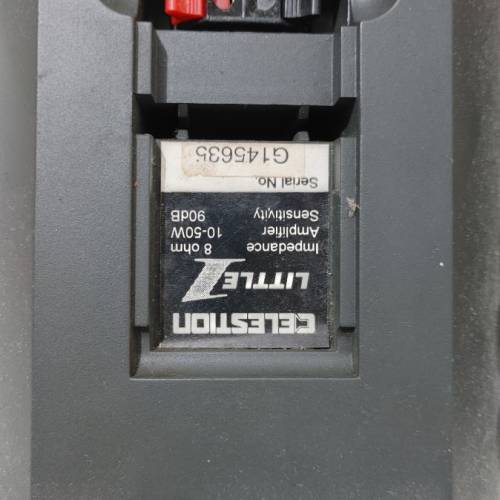 CELESTION
LITTLE 1
Impedance 8 ohm
Amplifier 10-50W
Sensitivity 90dB
Serial No.
G145635